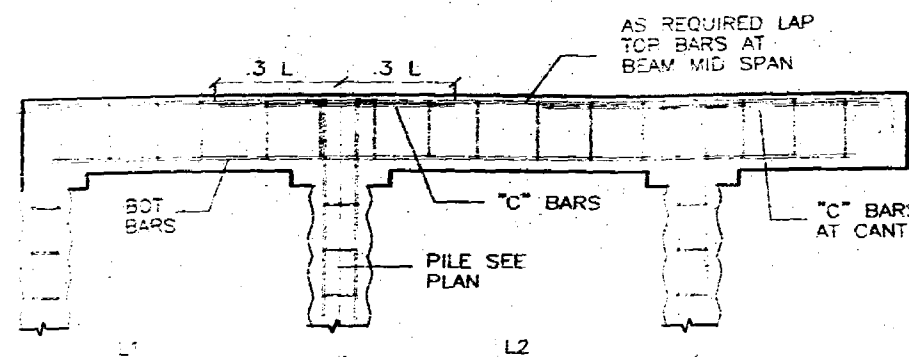 AS REQUIRED LAP
TOP BARS AT
BEAM MID SPAN
.3 L
.3 L
BOT
BARS
"C" BARS
"C" BARS
AT CANT
PILE SEE
PLAN
L1
L2